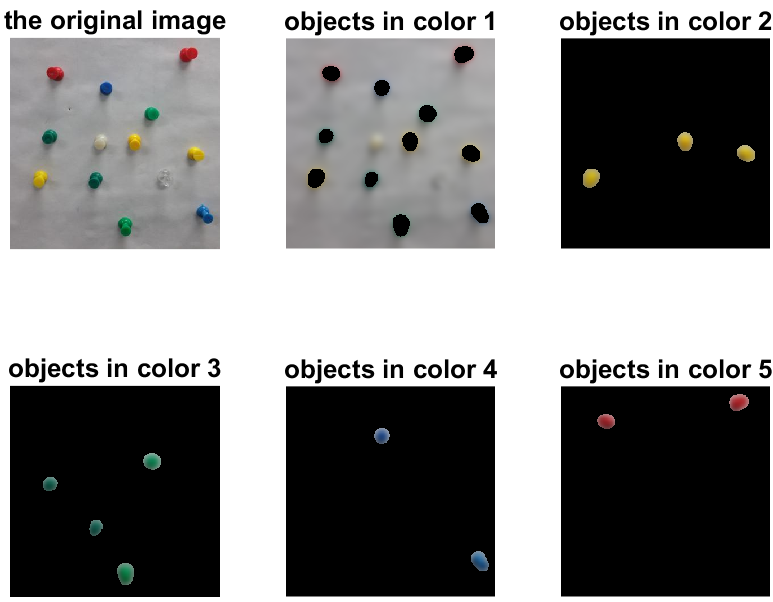 the original image
objects in color 1
objects in color 2
objects in color 3
objects in color 4
objects in color 5